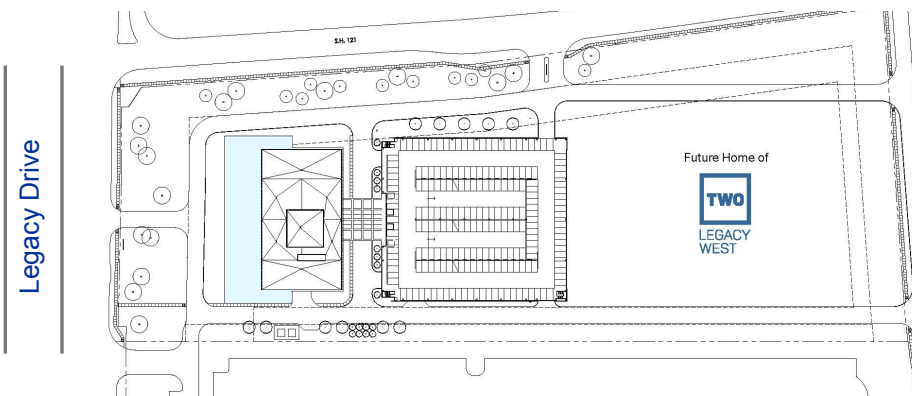 S.H. 121
Legacy Drive
Future Home of
TWO
LEGACY
WEST